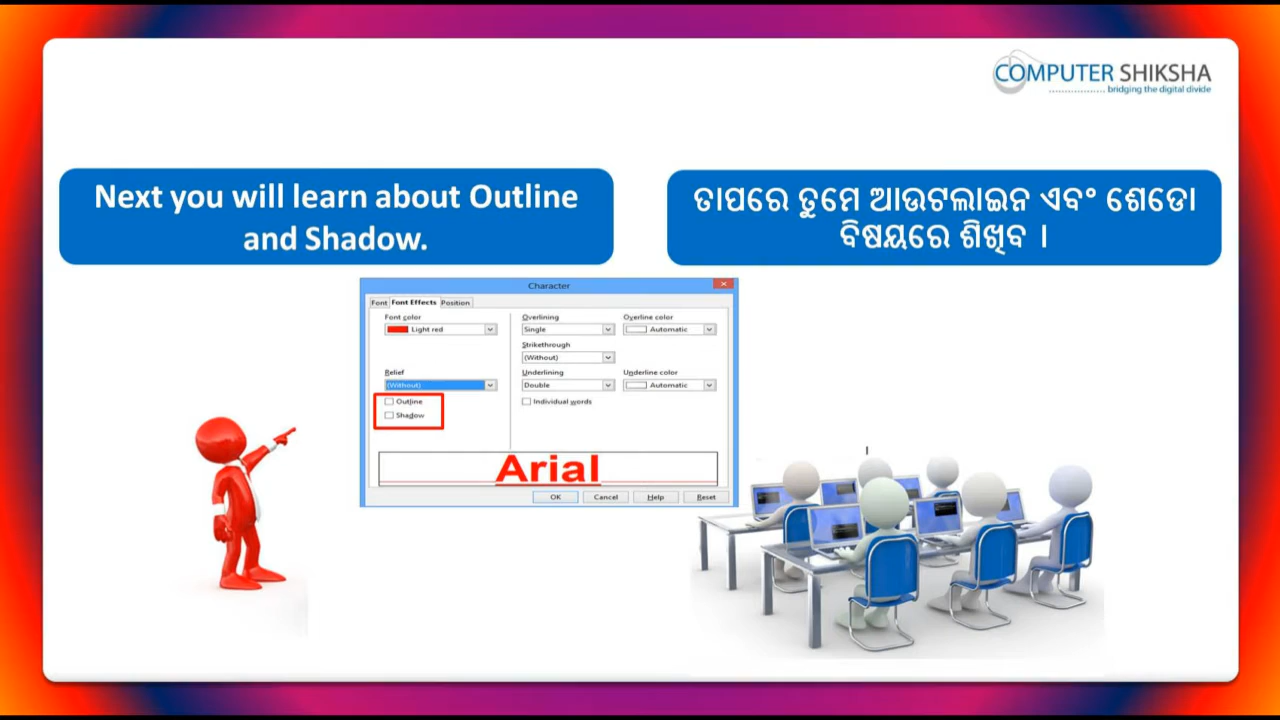 COMPUTER SHIKSHA
bridging the digital divide
Next you will learn about Outline
and Shadow.
ତାପରେ ତୁମେ ଆଉଟଲାଇନ ଏବଂ ଶେଡୋ
ବିଷୟରେ ଶିଖିବ ।
Character
Font Font Effects Position
Font color
Light red
Overlining
Single
Overline color
Automatic
Strikethrough
(Without)
Relief
(Without)
Underlining
Double
Underline color
Automatic
Outline
Shadow
Individual words
Arial
OK Cancel Help Reset